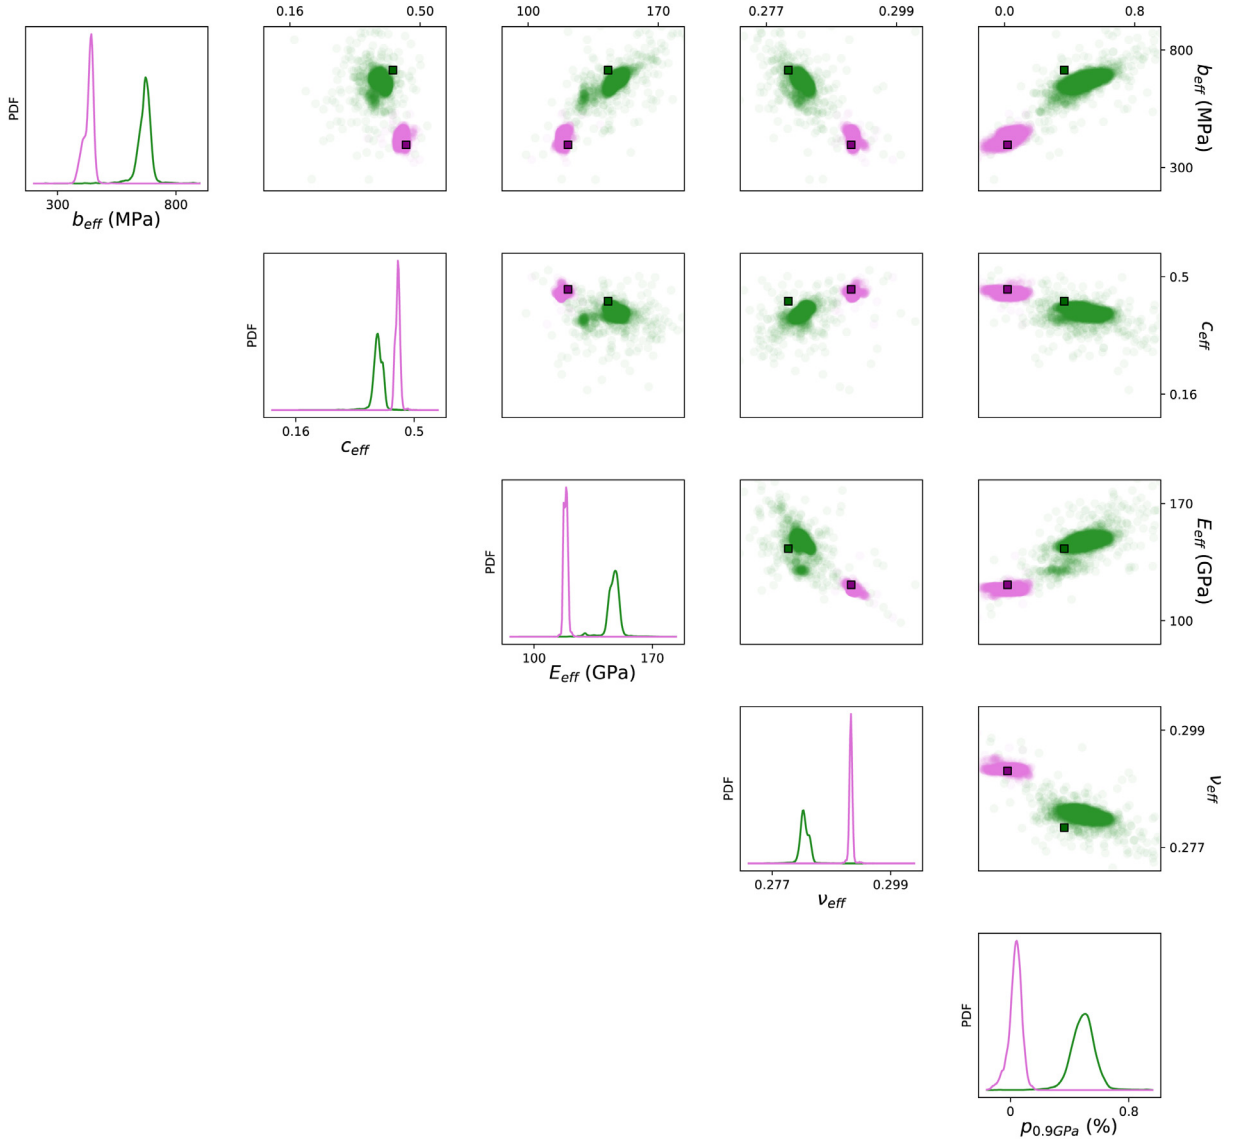 0.16 0.50 100 170 0.277 0.299 0.0 0.8
PDF
800
300
b_eff (MPa)
300 800
b_eff (MPa)
PDF
0.5
0.16
c_eff
0.16 0.5
c_eff
PDF
170
100
E_eff (GPa)
100 170
E_eff (GPa)
PDF
0.299
0.277
ν_eff
0.277 0.299
ν_eff
PDF
0 0.8
p_0.9GPa (%)